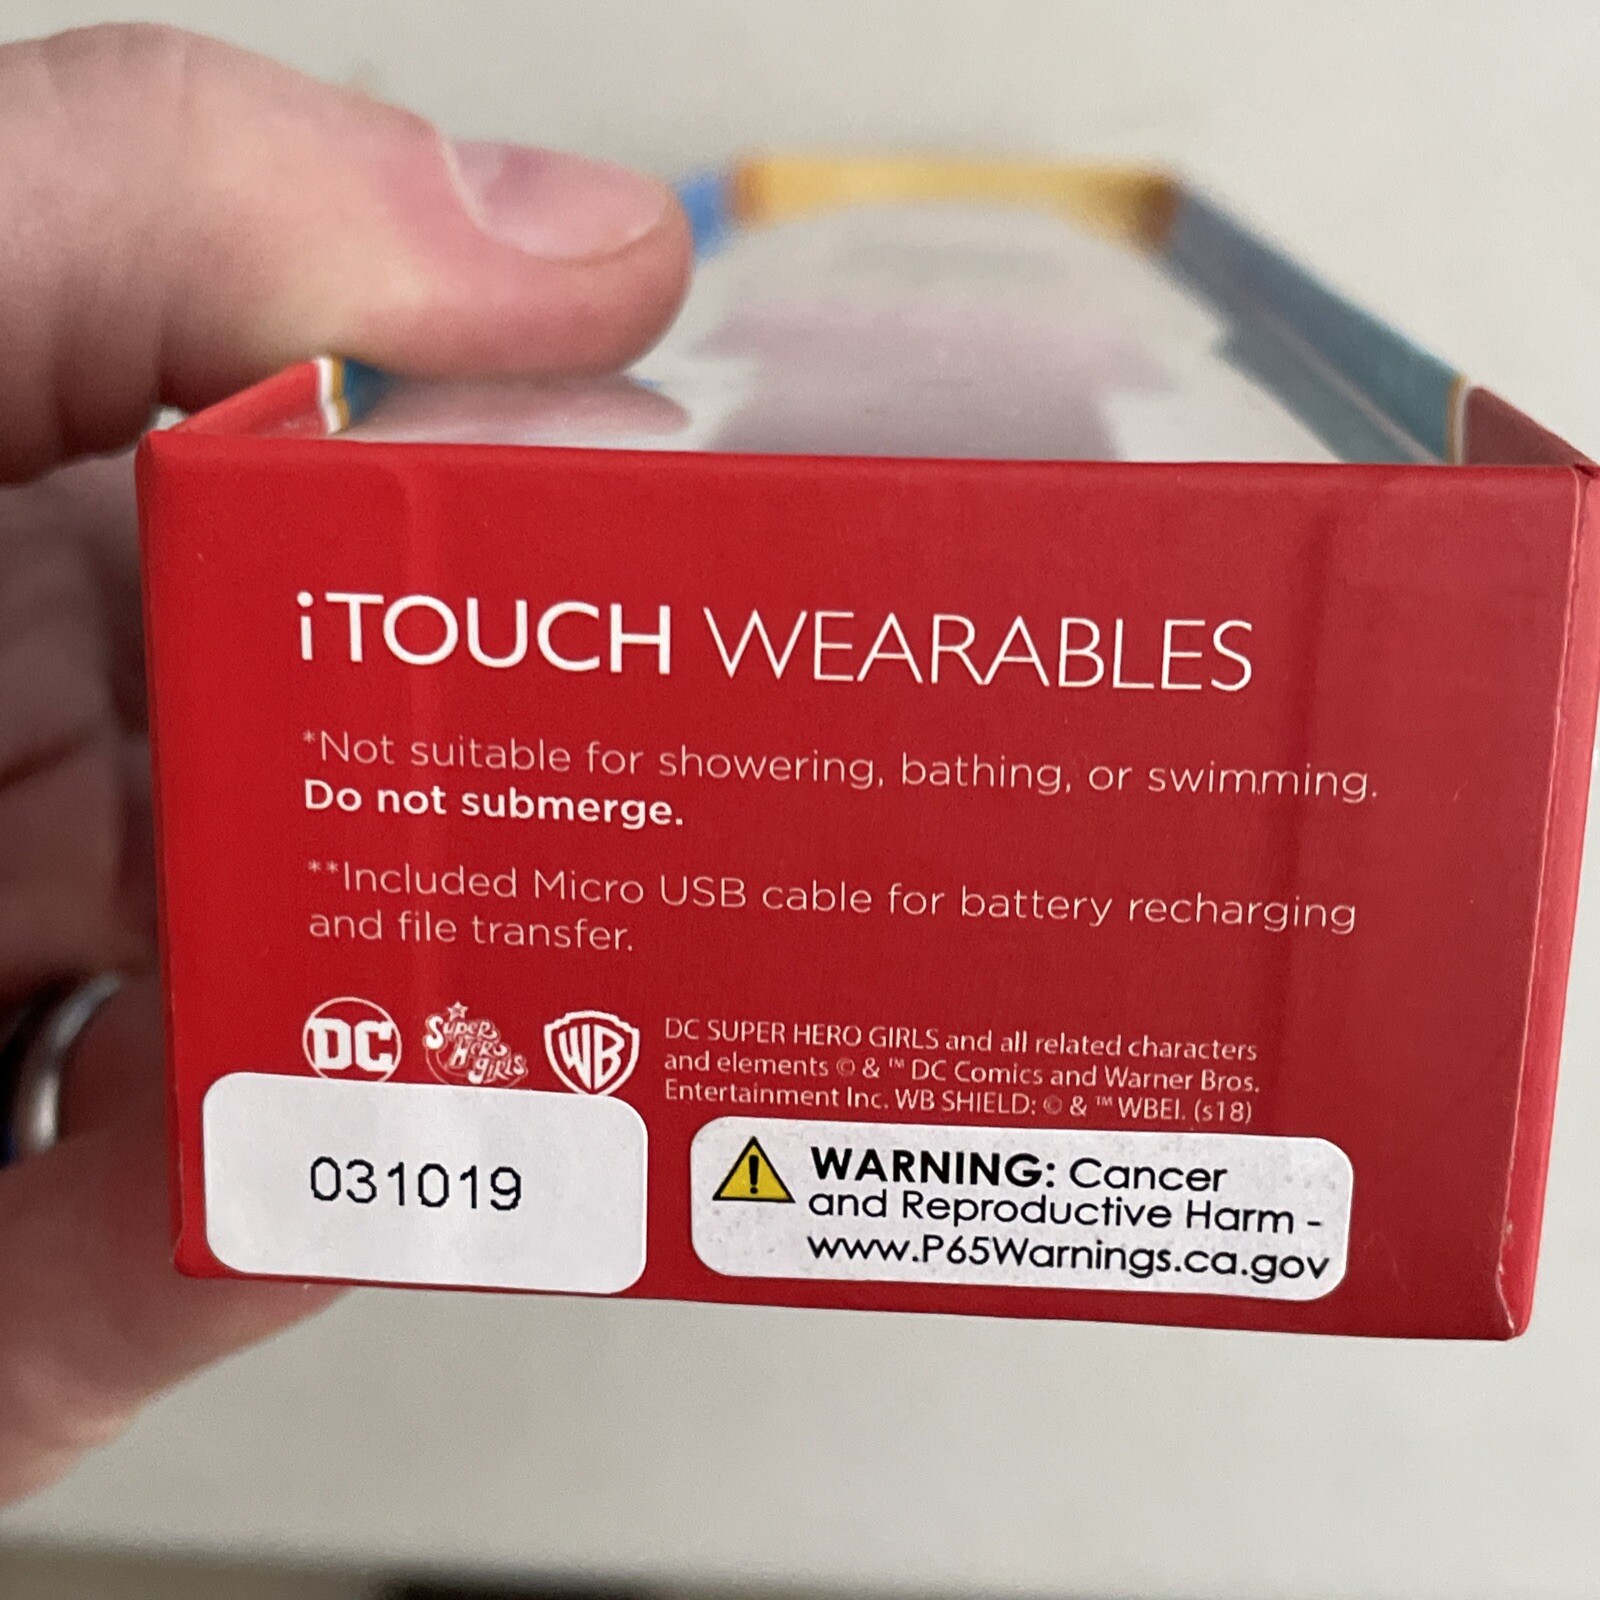 iTOUCH WEARABLES
*Not suitable for showering, bathing, or swimming.
Do not submerge.
**Included Micro USB cable for battery recharging
and file transfer.
DC
Super
Hero
Girls
WB
DC SUPER HERO GIRLS and all related characters
and elements © & ™ DC Comics and Warner Bros.
Entertainment Inc. WB SHIELD: © & ™ WBEI. (s18)
031019
WARNING: Cancer
and Reproductive Harm -
www.P65Warnings.ca.gov